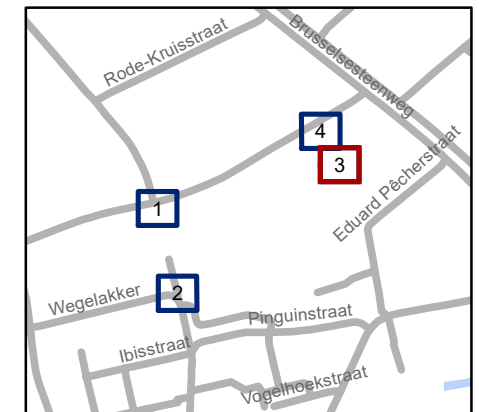 Rode-Kruisstraat
Brusselsesteenweg
4
3
Eduard Pêcherstraat
1
2
Wegelakker
Pinguinstraat
Ibisstraat
Vogelhoekstraat